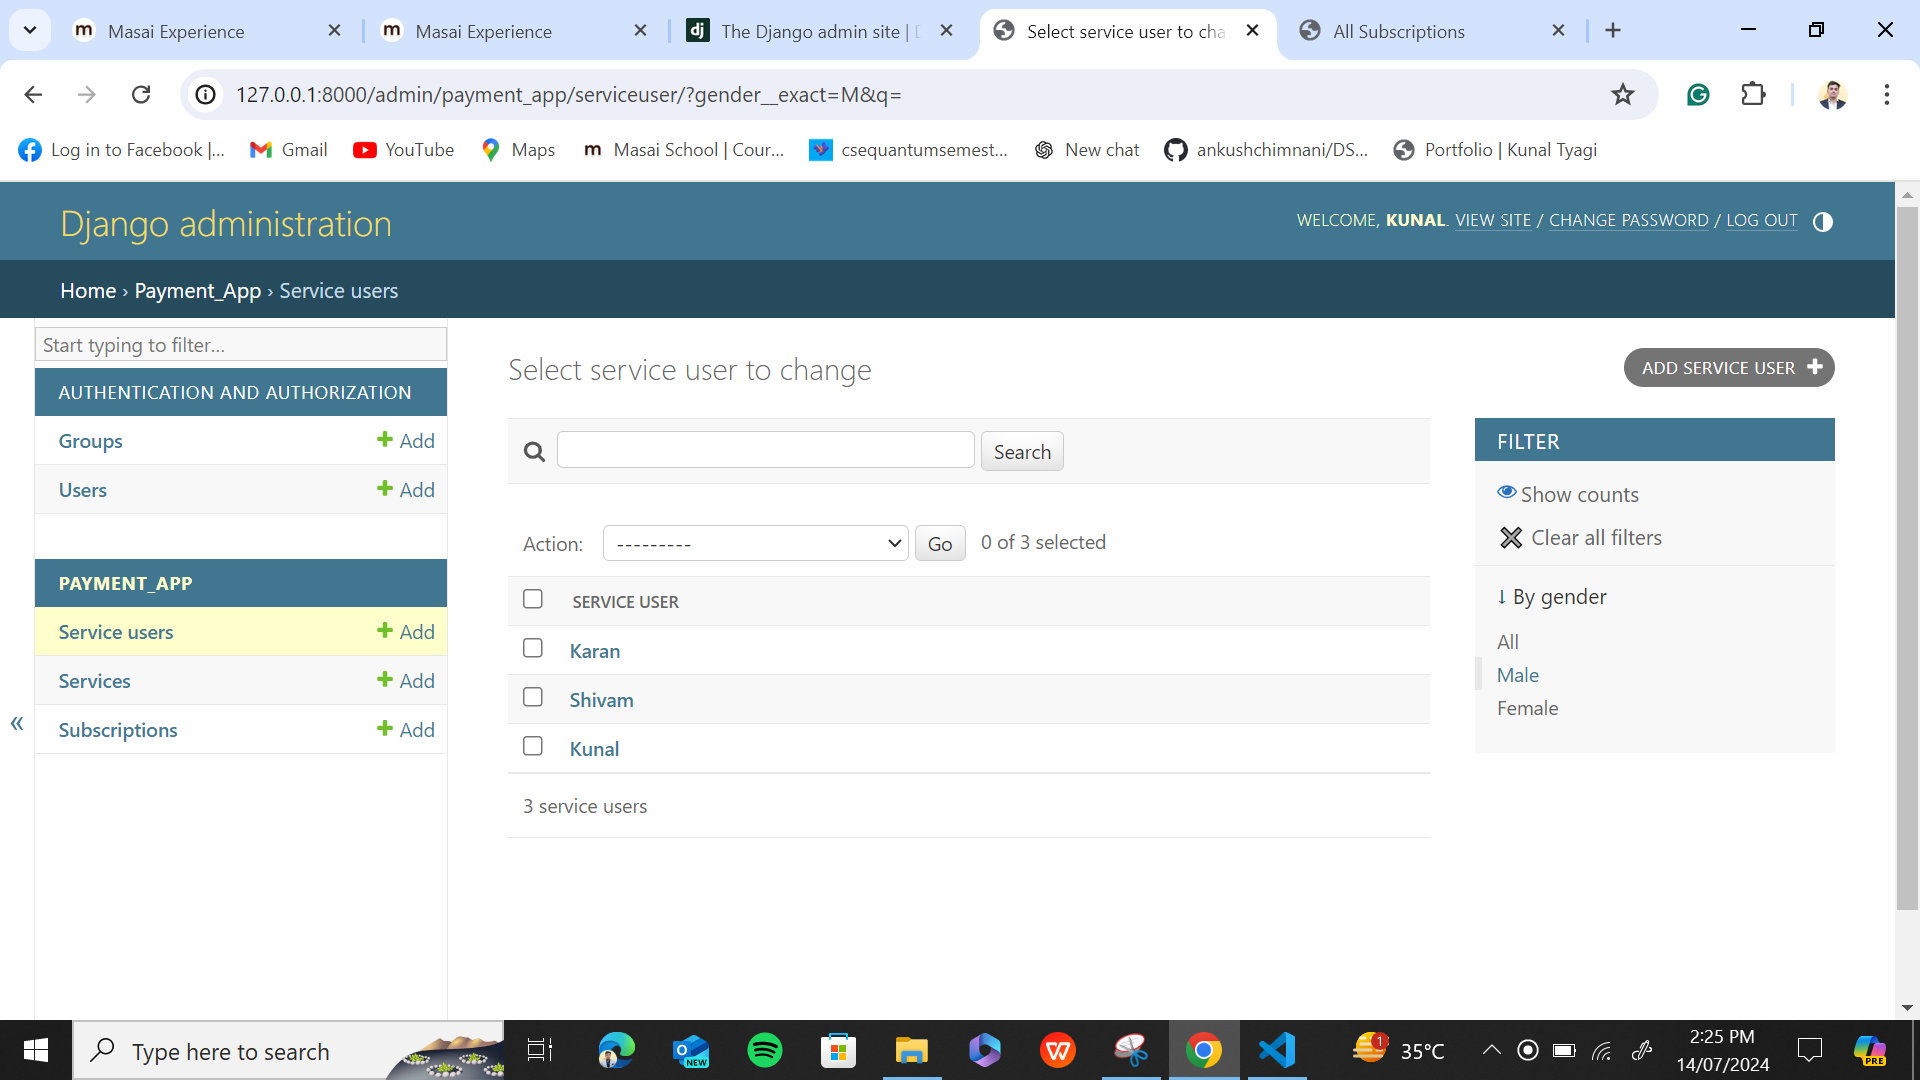 Masai Experience
Masai Experience
The Django admin site |
Select service user to cha
All Subscriptions
127.0.0.1:8000/admin/payment_app/serviceuser/?gender__exact=M&q=
Log in to Facebook |...
Gmail
YouTube
Maps
Masai School | Cour...
csequantumsemest...
New chat
ankushchimnani/DS...
Portfolio | Kunal Tyagi
Django administration
WELCOME, KUNAL. VIEW SITE / CHANGE PASSWORD / LOG OUT
Home › Payment_App › Service users
Start typing to filter...
AUTHENTICATION AND AUTHORIZATION
Groups Add
Users Add
PAYMENT_APP
Service users Add
Services Add
Subscriptions Add
«
Select service user to change
ADD SERVICE USER
Search
Action: --------- Go 0 of 3 selected
SERVICE USER
Karan
Shivam
Kunal
3 service users
FILTER
Show counts
Clear all filters
↓ By gender
All
Male
Female
Type here to search
NEW
1
35°C
2:25 PM
14/07/2024
PRE